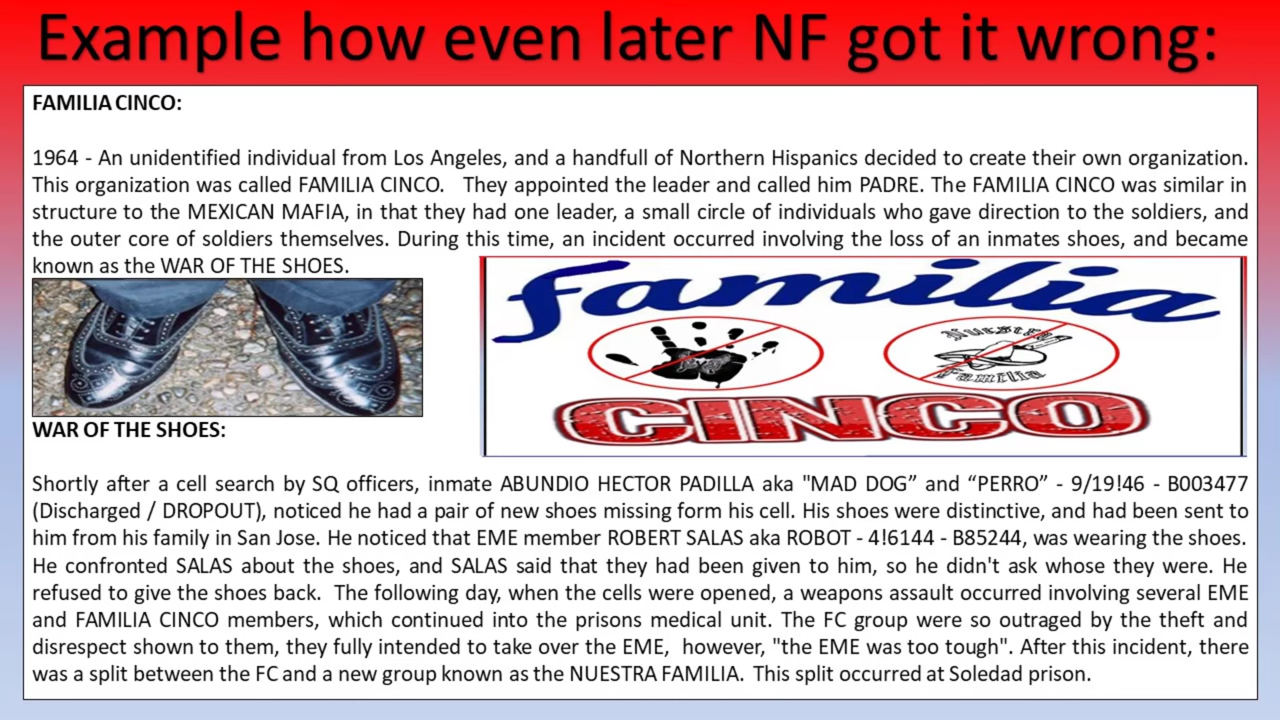 Example how even later NF got it wrong:
FAMILIA CINCO:
1964 - An unidentified individual from Los Angeles, and a handfull of Northern Hispanics decided to create their own organization.
This organization was called FAMILIA CINCO. They appointed the leader and called him PADRE. The FAMILIA CINCO was similar in
structure to the MEXICAN MAFIA, in that they had one leader, a small circle of individuals who gave direction to the soldiers, and
the outer core of soldiers themselves. During this time, an incident occurred involving the loss of an inmates shoes, and became
known as the WAR OF THE SHOES.
familia
Nuestra
Familia
CINCO
WAR OF THE SHOES:
Shortly after a cell search by SQ officers, inmate ABUNDIO HECTOR PADILLA aka "MAD DOG” and “PERRO” - 9/19!46 - B003477
(Discharged / DROPOUT), noticed he had a pair of new shoes missing form his cell. His shoes were distinctive, and had been sent to
him from his family in San Jose. He noticed that EME member ROBERT SALAS aka ROBOT - 4!6144 - B85244, was wearing the shoes.
He confronted SALAS about the shoes, and SALAS said that they had been given to him, so he didn't ask whose they were. He
refused to give the shoes back. The following day, when the cells were opened, a weapons assault occurred involving several EME
and FAMILIA CINCO members, which continued into the prisons medical unit. The FC group were so outraged by the theft and
disrespect shown to them, they fully intended to take over the EME, however, "the EME was too tough". After this incident, there
was a split between the FC and a new group known as the NUESTRA FAMILIA. This split occurred at Soledad prison.